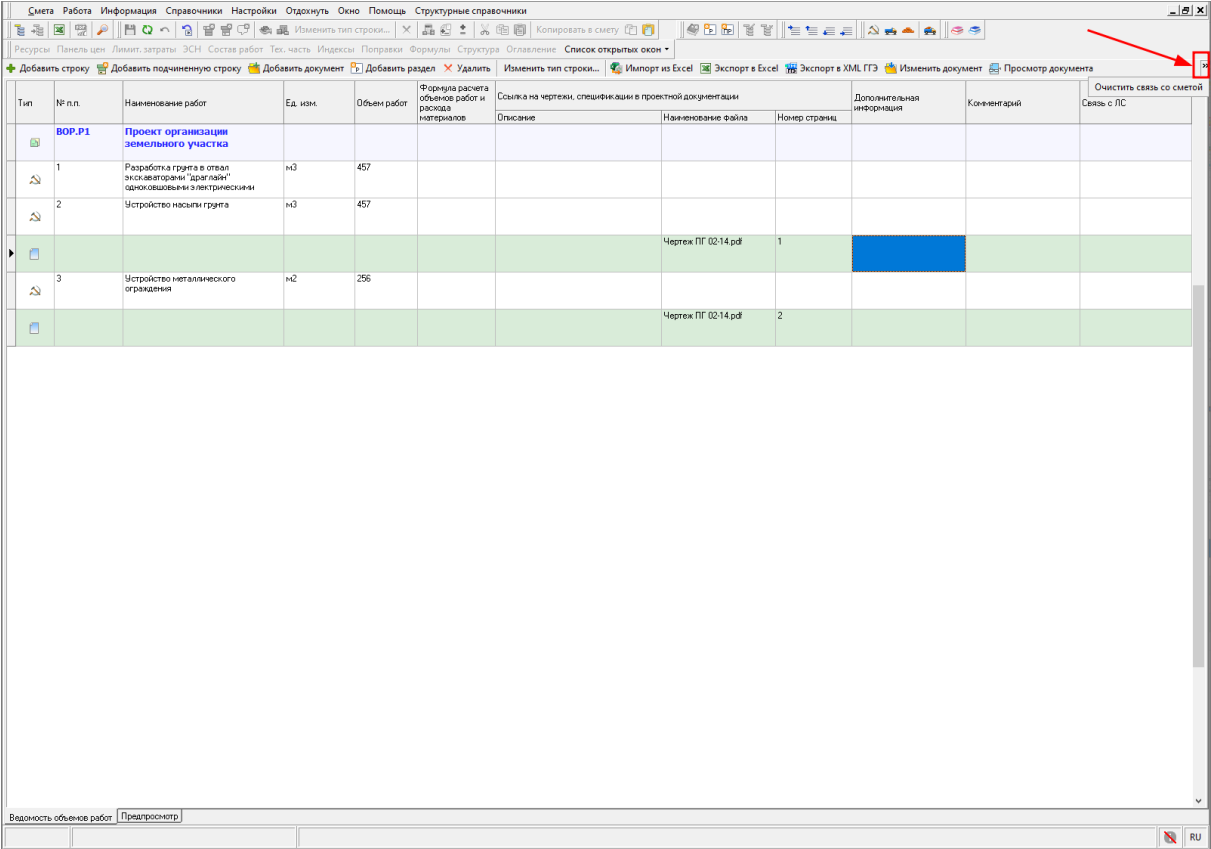 Смета Работа Информация Справочники Настройки Отдохнуть Окно Помощь Структурные справочники
Изменить тип строки... Копировать в смету
Ресурсы Панель цен Лимит. затраты ЭСН Состав работ Тех. часть Индексы Поправки Формулы Структура Оглавление Список открытых окон
Добавить строку Добавить подчиненную строку Добавить документ Добавить раздел Удалить Изменить тип строки... Импорт из Excel Экспорт в Excel Экспорт в XML ГГЭ Изменить документ Просмотр документа
Очистить связь со сметой
Тип № п.п. Наименование работ Ед. изм. Объем работ Формула расчета объемов работ и расхода материалов Ссылка на чертежи, спецификации в проектной документации Дополнительная информация Комментарий Связь с ЛС
Описание Наименование файла Номер страниц
ВОР.Р1 Проект организации
земельного участка
1 Разработка грунта в отвал м3 457
экскаваторами "драглайн"
одноковшовыми электрическими
2 Устройство насыпи грунта м3 457
Чертеж ПГ 02-14.pdf 1
3 Устройство металлического м2 256
ограждения
Чертеж ПГ 02-14.pdf 2
Ведомость объемов работ Предпросмотр
RU